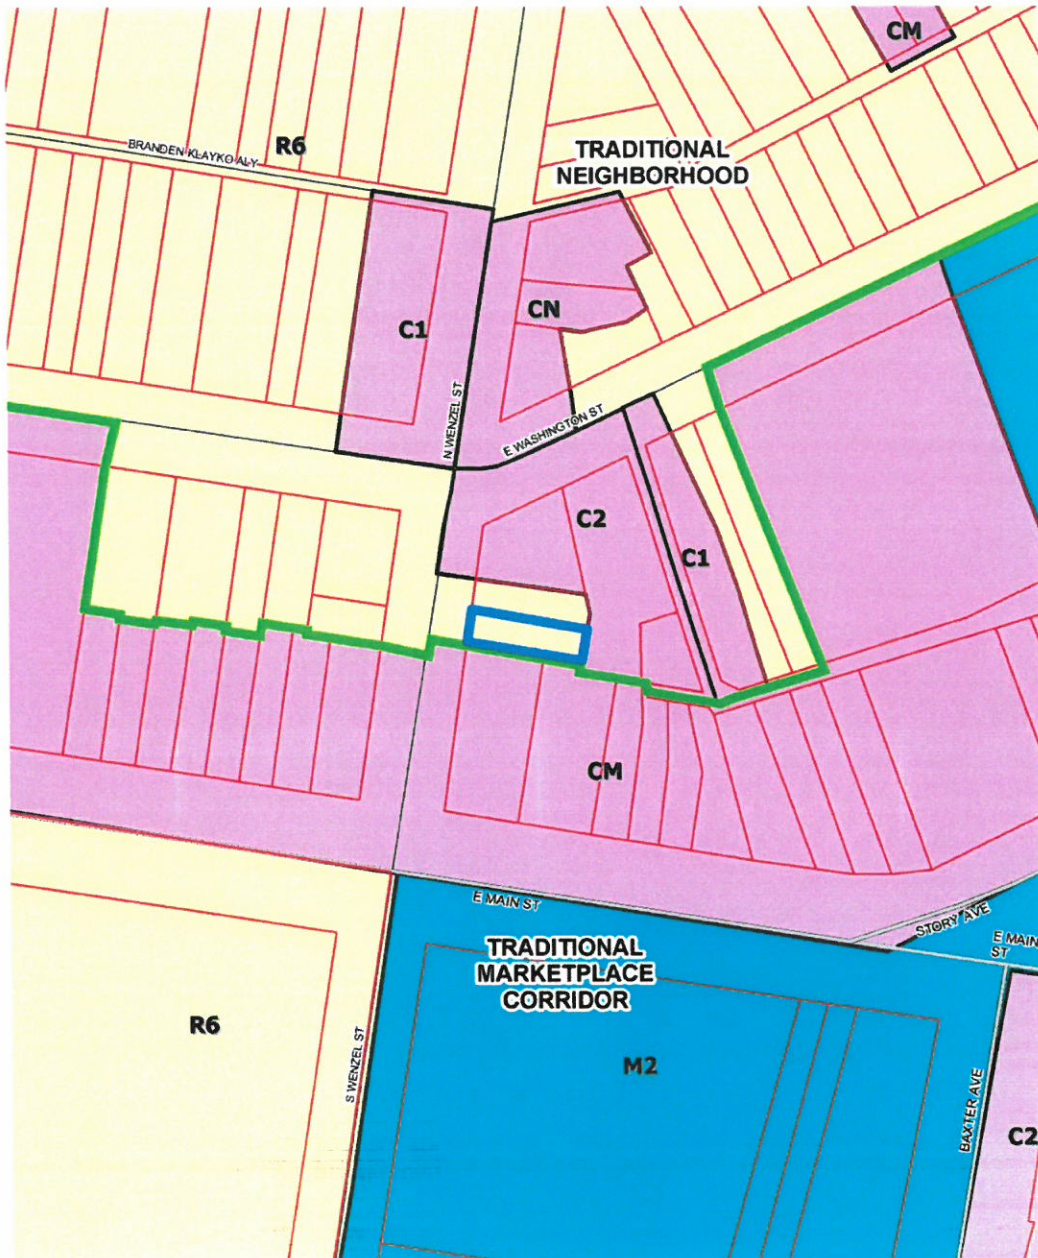 CM
BRANDEN KLAYKO ALY
R6
TRADITIONAL
NEIGHBORHOOD
C1
CN
N WENZEL ST
E WASHINGTON ST
C2
C1
CM
E MAIN ST
STORY AVE
E MAIN
ST
TRADITIONAL
MARKETPLACE
CORRIDOR
R6
S WENZEL ST
M2
BAXTER AVE
C2